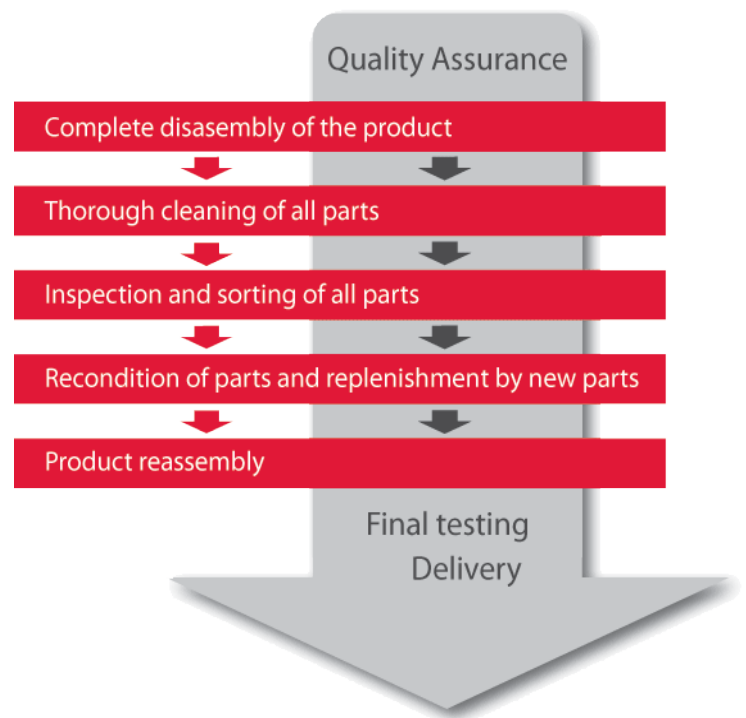 Quality Assurance
Complete disassembly of the product
Thorough cleaning of all parts
Inspection and sorting of all parts
Recondition of parts and replenishment by new parts
Product reassembly
Final testing
Delivery